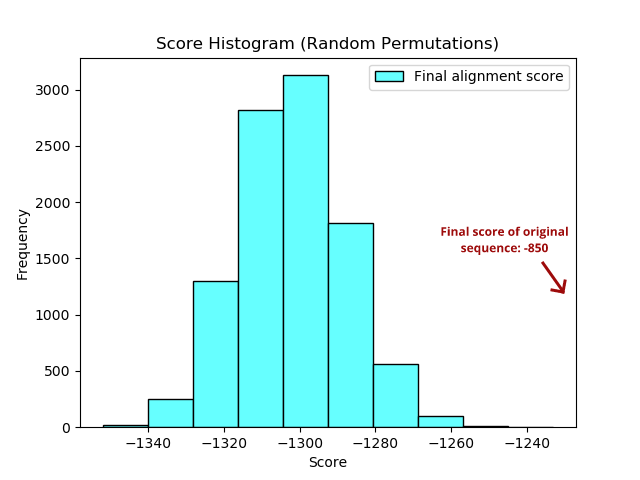 Score Histogram (Random Permutations)
Final alignment score
Frequency
3000
2500
2000
1500
1000
500
0
Final score of original
sequence: -850
−1340
−1320
−1300
−1280
−1260
−1240
Score